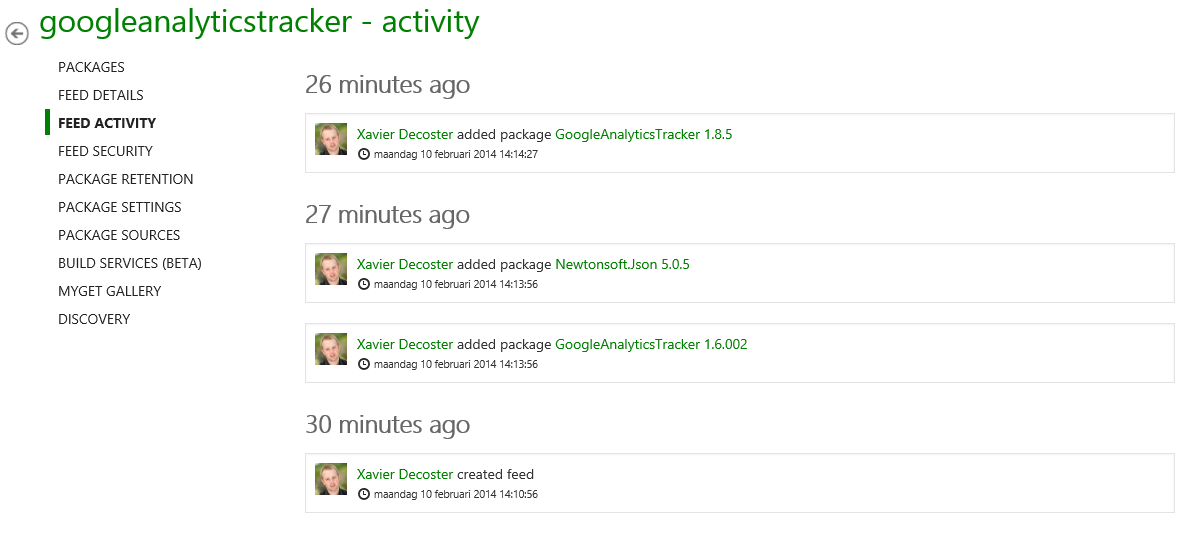 googleanalyticstracker - activity
PACKAGES
FEED DETAILS
FEED ACTIVITY
FEED SECURITY
PACKAGE RETENTION
PACKAGE SETTINGS
PACKAGE SOURCES
BUILD SERVICES (BETA)
MYGET GALLERY
DISCOVERY
26 minutes ago
Xavier Decoster added package GoogleAnalyticsTracker 1.8.5
maandag 10 februari 2014 14:14:27
27 minutes ago
Xavier Decoster added package Newtonsoft.Json 5.0.5
maandag 10 februari 2014 14:13:56
Xavier Decoster added package GoogleAnalyticsTracker 1.6.002
maandag 10 februari 2014 14:13:56
30 minutes ago
Xavier Decoster created feed
maandag 10 februari 2014 14:10:56